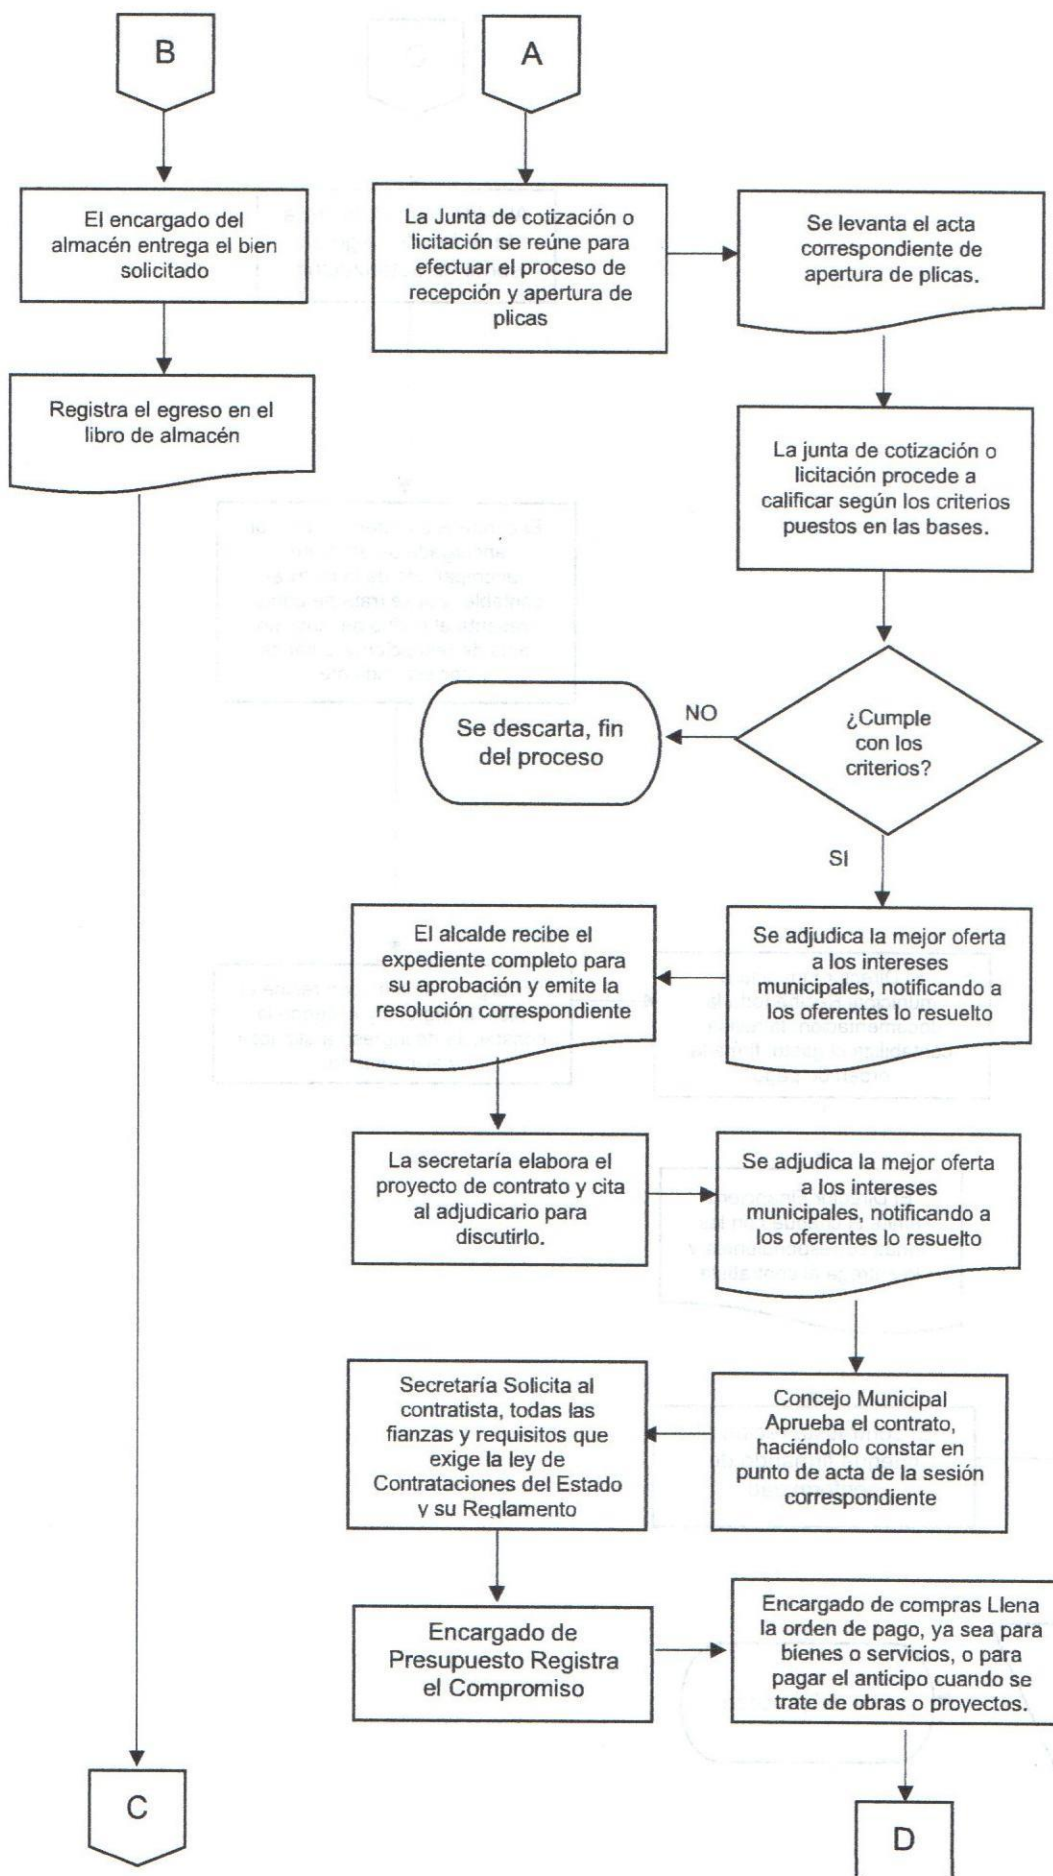 B
A
El encargado del
almacén entrega el bien
solicitado
La Junta de cotización o
licitación se reúne para
efectuar el proceso de
recepción y apertura de
plicas
Se levanta el acta
correspondiente de
apertura de plicas.
Registra el egreso en el
libro de almacén
La junta de cotización o
licitación procede a
calificar según los criterios
puestos en las bases.
¿Cumple
con los
criterios?
NO
Se descarta, fin
del proceso
SI
Se adjudica la mejor oferta
a los intereses
municipales, notificando a
los oferentes lo resuelto
El alcalde recibe el
expediente completo para
su aprobación y emite la
resolución correspondiente
La secretaría elabora el
proyecto de contrato y cita
al adjudicario para
discutirlo.
Se adjudica la mejor oferta
a los intereses
municipales, notificando a
los oferentes lo resuelto
Concejo Municipal
Aprueba el contrato,
haciéndolo constar en
punto de acta de la sesión
correspondiente
Secretaría Solicita al
contratista, todas las
fianzas y requisitos que
exige la ley de
Contrataciones del Estado
y su Reglamento
Encargado de
Presupuesto Registra
el Compromiso
Encargado de compras Llena
la orden de pago, ya sea para
bienes o servicios, o para
pagar el anticipo cuando se
trate de obras o proyectos.
C
D